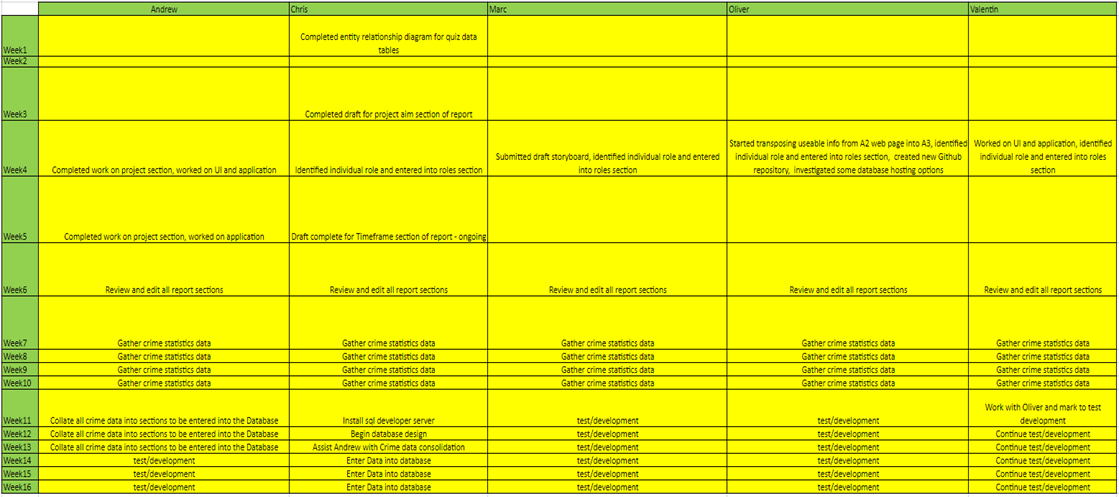 Andrew Chris Marc Oliver Valentin
Week1 Completed entity relationship diagram for quiz data
tables
Week2
Week3 Completed draft for project aim section of report
Week4 Completed work on project section, worked on UI and application
Identified individual role and entered into roles section
Submitted draft storyboard, identified individual role and entered
into roles section
Started transposing useable info from A2 web page into A3, identified
individual role and entered into roles section, created new Github
repository, investigated some database hosting options
Worked on UI and application, identified
individual role and entered into roles
section
Week5 Completed work on project section, worked on application Draft complete for Timeframe section of report - ongoing
Week6 Review and edit all report sections Review and edit all report sections Review and edit all report sections Review and edit all report sections Review and edit all report sections
Week7 Gather crime statistics data Gather crime statistics data Gather crime statistics data Gather crime statistics data Gather crime statistics data
Week8 Gather crime statistics data Gather crime statistics data Gather crime statistics data Gather crime statistics data Gather crime statistics data
Week9 Gather crime statistics data Gather crime statistics data Gather crime statistics data Gather crime statistics data Gather crime statistics data
Week10 Gather crime statistics data Gather crime statistics data Gather crime statistics data Gather crime statistics data Gather crime statistics data
Week11 Collate all crime data into sections to be entered into the Database Install sql developer server test/development test/development Work with Oliver and mark to test
development
Week12 Collate all crime data into sections to be entered into the Database Begin database design test/development test/development Continue test/development
Week13 Collate all crime data into sections to be entered into the Database Assist Andrew with Crime data consolidation test/development test/development Continue test/development
Week14 test/development Enter Data into database test/development test/development Continue test/development
Week15 test/development Enter Data into database test/development test/development Continue test/development
Week16 test/development Enter Data into database test/development test/development Continue test/development